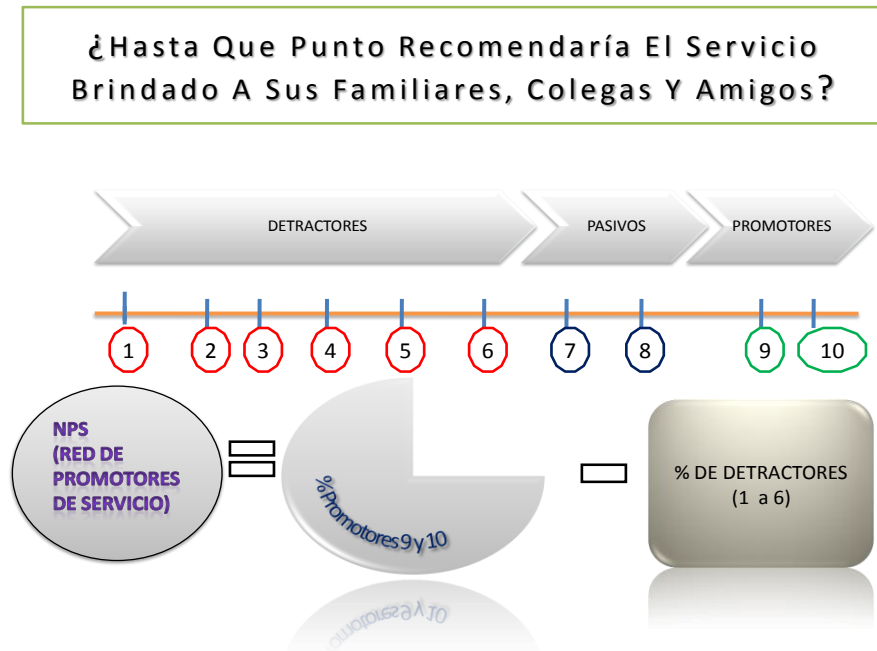 ¿Hasta Que Punto Recomendaría El Servicio
Brindado A Sus Familiares, Colegas Y Amigos?
DETRACTORES PASIVOS PROMOTORES
1 2 3 4 5 6 7 8 9 10
NPS
(RED DE
PROMOTORES
DE SERVICIO)
%Promotores 9 y 10
% DE DETRACTORES
(1 a 6)